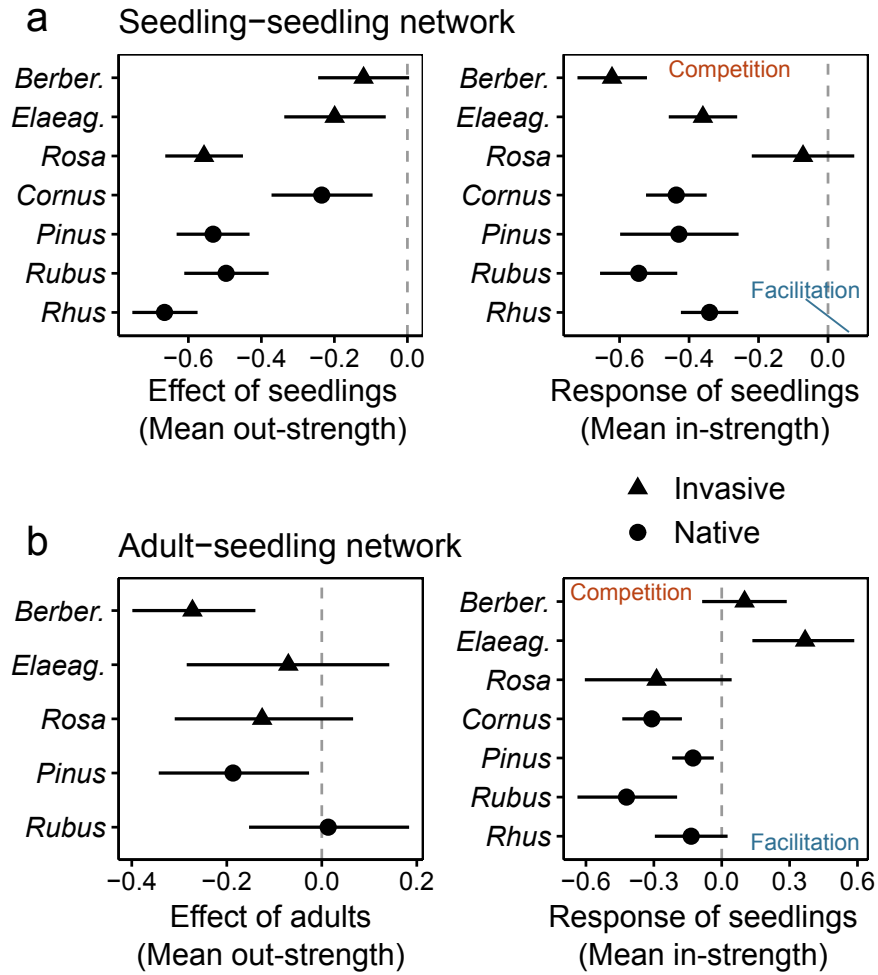 a Seedling−seedling network
Berber.
Elaeag.
Rosa
Cornus
Pinus
Rubus
Rhus
−0.6 −0.4 −0.2 0.0
Effect of seedlings
(Mean out-strength)
Berber.
Elaeag.
Rosa
Cornus
Pinus
Rubus
Rhus
Competition
Facilitation
−0.6 −0.4 −0.2 0.0
Response of seedlings
(Mean in-strength)
Invasive
Native
b Adult−seedling network
Berber.
Elaeag.
Rosa
Pinus
Rubus
−0.4 −0.2 0.0 0.2
Effect of adults
(Mean out-strength)
Berber.
Elaeag.
Rosa
Cornus
Pinus
Rubus
Rhus
Competition
Facilitation
−0.6 −0.3 0.0 0.3 0.6
Response of seedlings
(Mean in-strength)